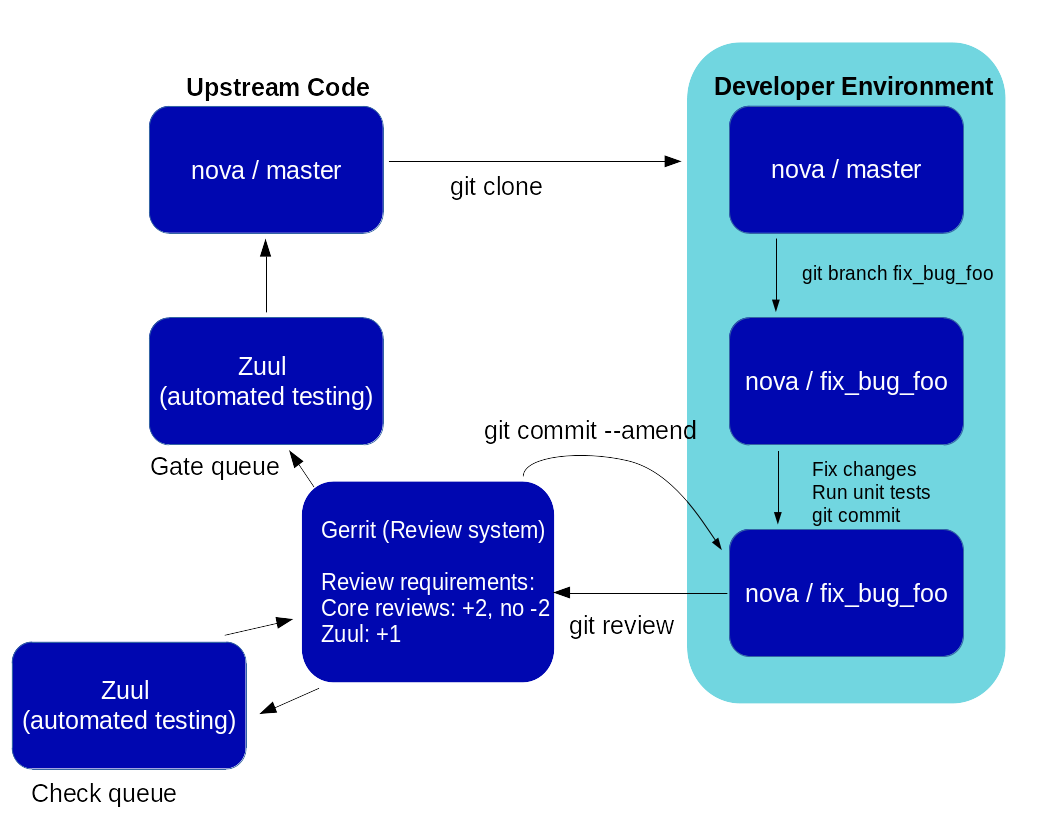 Upstream Code
Developer Environment
nova / master
git clone
nova / master
git branch fix_bug_foo
Zuul
(automated testing)
Gate queue
nova / fix_bug_foo
git commit --amend
Fix changes
Run unit tests
git commit
Gerrit (Review system)
Review requirements:
Core reviews: +2, no -2
Zuul: +1
git review
nova / fix_bug_foo
Zuul
(automated testing)
Check queue